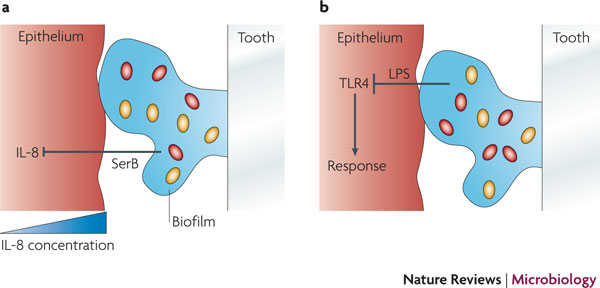 a
Epithelium
Tooth
IL-8
SerB
Biofilm
IL-8 concentration
b
Epithelium
Tooth
LPS
TLR4
Response
Nature Reviews | Microbiology